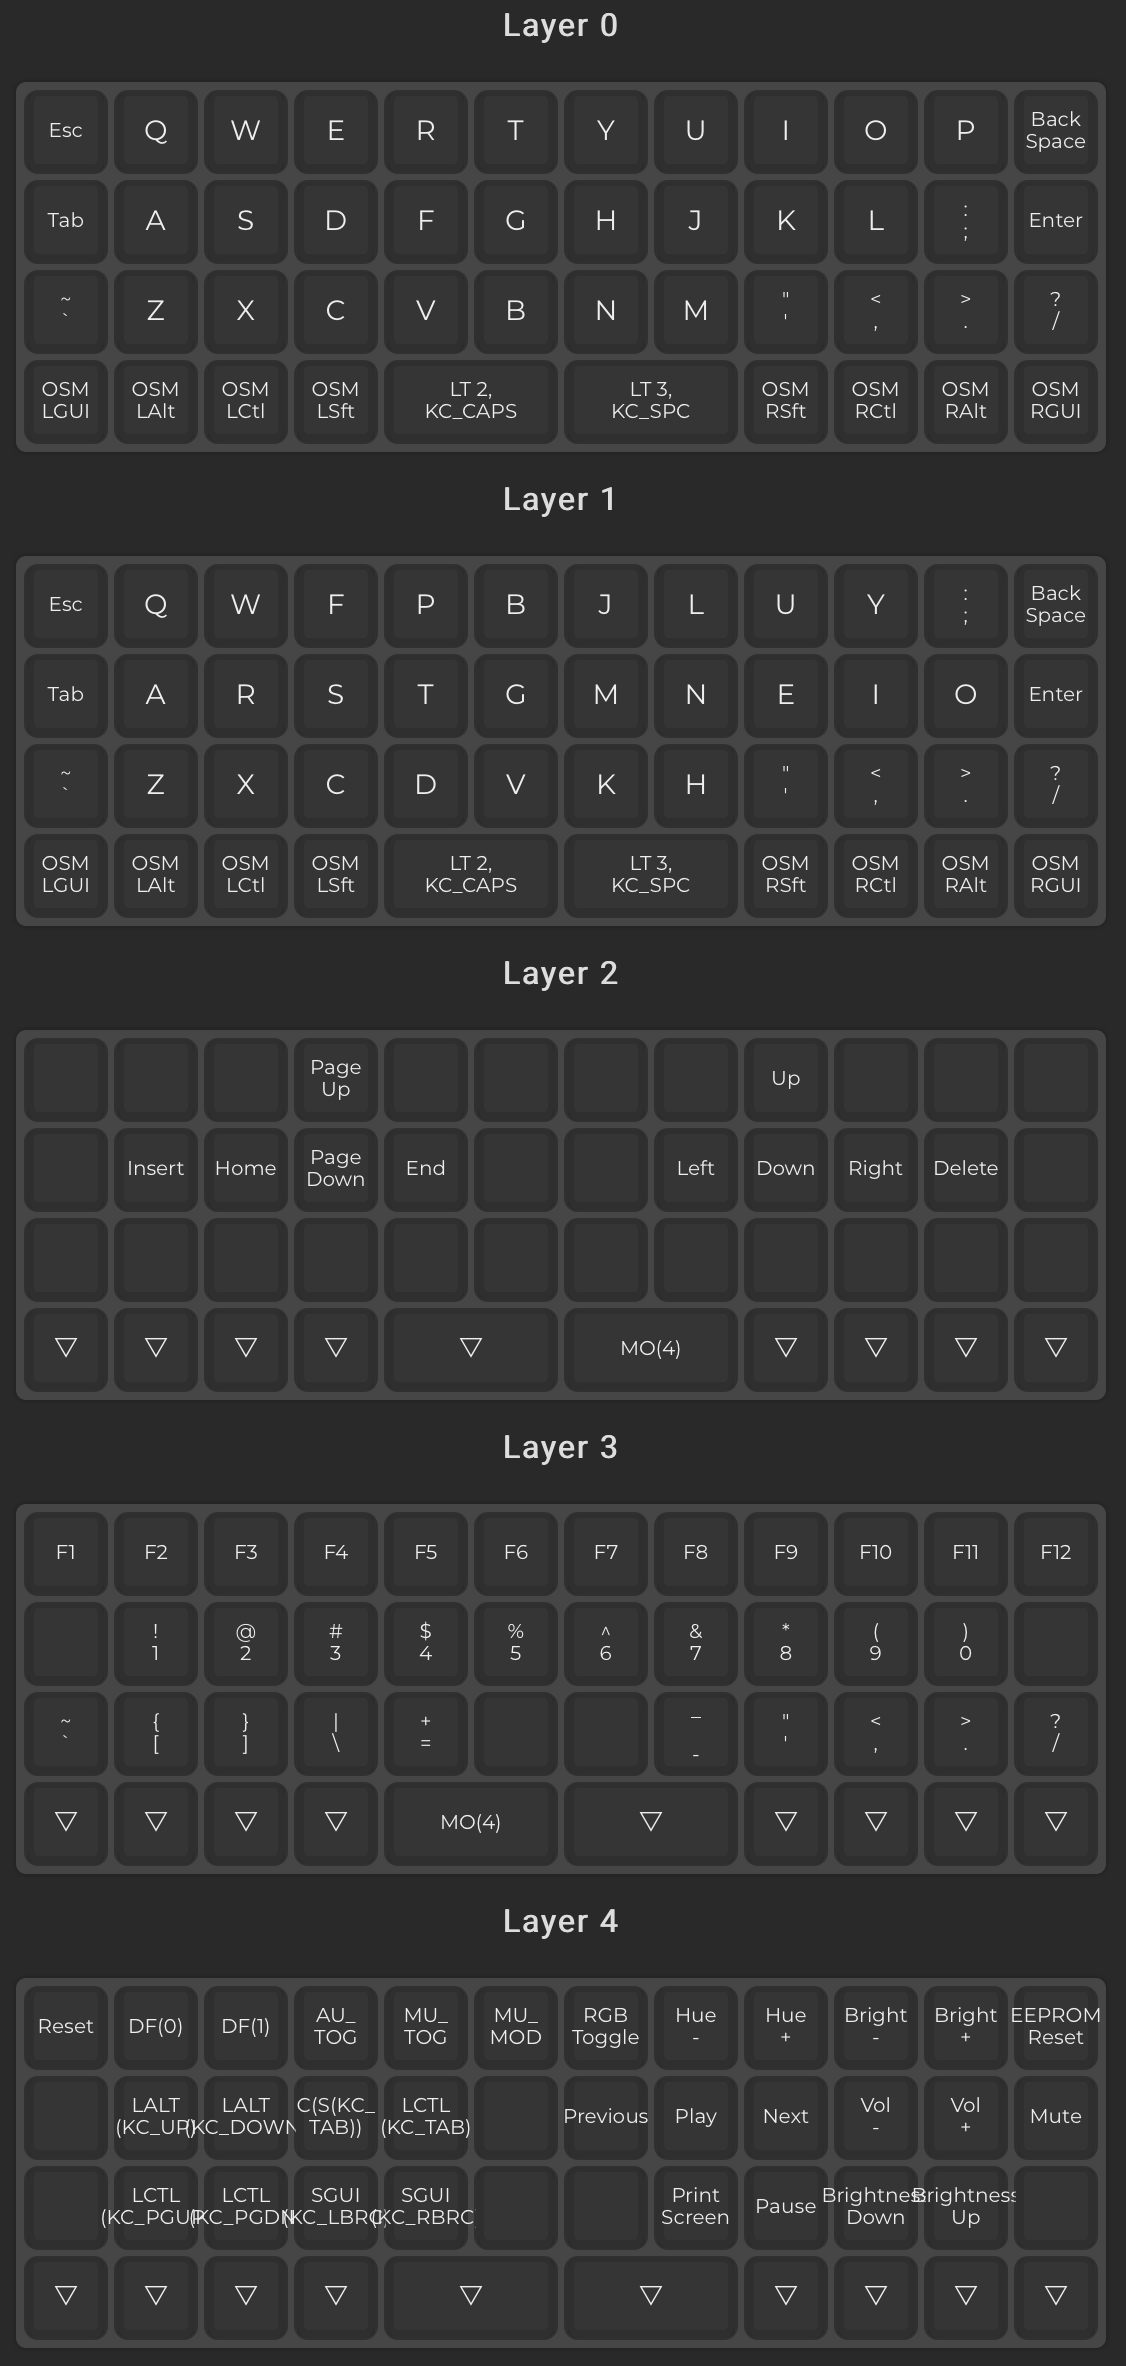 Layer 0
Esc Q W E R T Y U I O P Back Space
Tab A S D F G H J K L : ; Enter
~ ` Z X C V B N M " ' < , > . ? /
OSM LGUI OSM LAlt OSM LCtl OSM LSft LT 2, KC_CAPS LT 3, KC_SPC OSM RSft OSM RCtl OSM RAlt OSM RGUI
Layer 1
Esc Q W F P B J L U Y : ; Back Space
Tab A R S T G M N E I O Enter
~ ` Z X C D V K H " ' < , > . ? /
OSM LGUI OSM LAlt OSM LCtl OSM LSft LT 2, KC_CAPS LT 3, KC_SPC OSM RSft OSM RCtl OSM RAlt OSM RGUI
Layer 2
Page Up Up
Insert Home Page Down End Left Down Right Delete
▽ ▽ ▽ ▽ ▽ MO(4) ▽ ▽ ▽ ▽
Layer 3
F1 F2 F3 F4 F5 F6 F7 F8 F9 F10 F11 F12
! 1 @ 2 # 3 $ 4 % 5 ^ 6 & 7 * 8 ( 9 ) 0
~ ` { [ } ] | \ + = _ - " ' < , > . ? /
▽ ▽ ▽ ▽ MO(4) ▽ ▽ ▽ ▽ ▽
Layer 4
Reset DF(0) DF(1) AU_ TOG MU_ TOG MU_ MOD RGB Toggle Hue - Hue + Bright - Bright + EEPROM Reset
LALT (KC_UP) LALT (KC_DOWN C(S(KC_ TAB)) LCTL (KC_TAB) Previous Play Next Vol - Vol + Mute
LCTL (KC_PGUP LCTL (KC_PGDN SGUI (KC_LBRC SGUI (KC_RBRC Print Screen Pause Brightness Down Brightness Up
▽ ▽ ▽ ▽ ▽ ▽ ▽ ▽ ▽ ▽